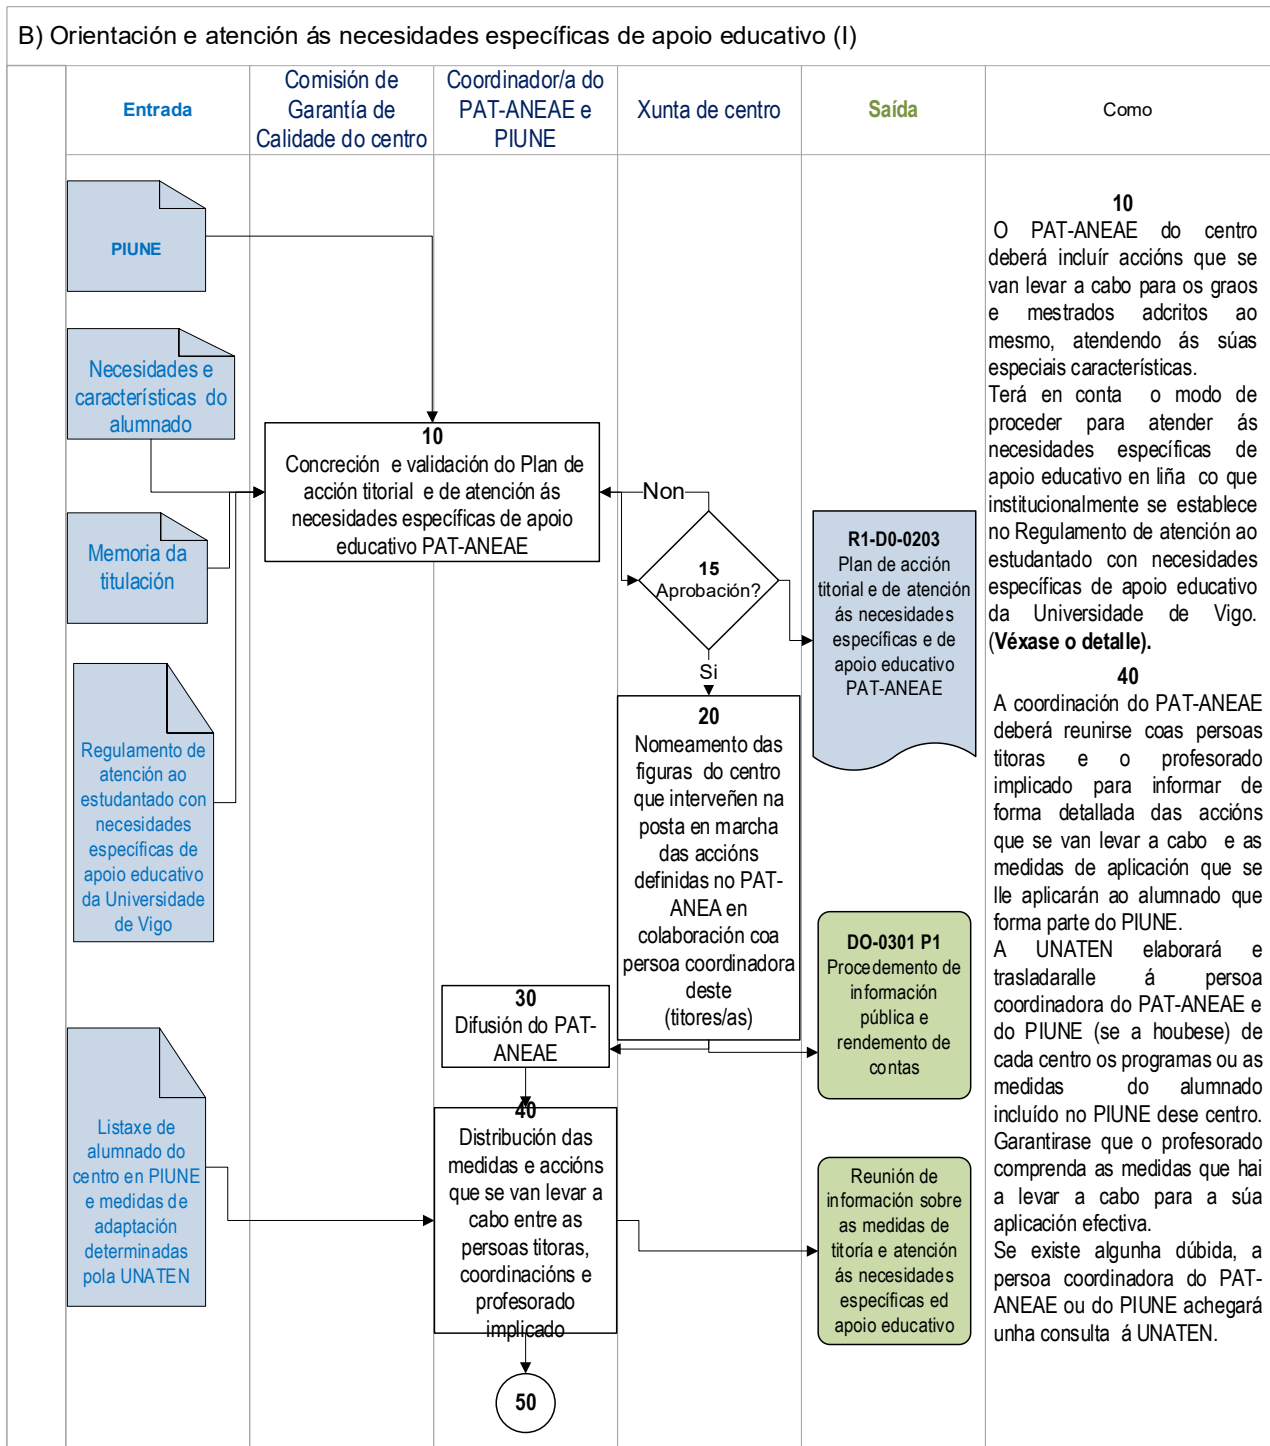 B) Orientación e atención ás necesidades específicas de apoio educativo (I)
Entrada
Comisión de
Garantía de
Calidade do centro
Coordinador/a do
PAT-ANEAE e
PIUNE
Xunta de centro
Saída
Como
PIUNE
Necesidades e
características do
alumnado
Memoria da
titulación
Regulamento de
atención ao
estudantado con
necesidades
específicas de
apoio educativo
da Universidade
de Vigo
Listaxe de
alumnado do
centro en PIUNE
e medidas de
adaptación
determinadas
pola UNATEN
10
Concreción e validación do Plan de
acción titorial e de atención ás
necesidades específicas de apoio
educativo PAT-ANEAE
Non
15
Aprobación?
Si
20
Nomeamento das
figuras do centro
que interveñen na
posta en marcha
das accións
definidas no PAT-
ANEA en
colaboración coa
persoa coordinadora
deste
(titores/as)
30
Difusión do PAT-
ANEAE
40
Distribución das
medidas e accións
que se van levar a
cabo entre as
persoas titoras,
coordinacións e
profesorado
implicado
50
R1-D0-0203
Plan de acción
titorial e de atención
ás necesidades
específicas e de
apoio educativo
PAT-ANEAE
DO-0301 P1
Procedemento de
información
pública e
rendemento de
contas
Reunión de
información sobre
as medidas de
titoría e atención
ás necesidades
específicas ed
apoio educativo
10
O PAT-ANEAE do centro
deberá incluír accións que se
van levar a cabo para os graos
e mestrados adcritos ao
mesmo, atendendo ás súas
especiais características.
Terá en conta o modo de
proceder para atender ás
necesidades específicas de
apoio educativo en liña co que
institucionalmente se establece
no Regulamento de atención ao
estudantado con necesidades
específicas de apoio educativo
da Universidade de Vigo.
(Véxase o detalle).
40
A coordinación do PAT-ANEAE
deberá reunirse coas persoas
titoras e o profesorado
implicado para informar de
forma detallada das accións
que se van levar a cabo e as
medidas de aplicación que se
lle aplicarán ao alumnado que
forma parte do PIUNE.
A UNATEN elaborará e
trasladaralle á persoa
coordinadora do PAT-ANEAE e
do PIUNE (se a houbese) de
cada centro os programas ou as
medidas do alumnado
incluído no PIUNE dese centro.
Garantirase que o profesorado
comprenda as medidas que hai
a levar a cabo para a súa
aplicación efectiva.
Se existe algunha dúbida, a
persoa coordinadora do PAT-
ANEAE ou do PIUNE achegará
unha consulta á UNATEN.